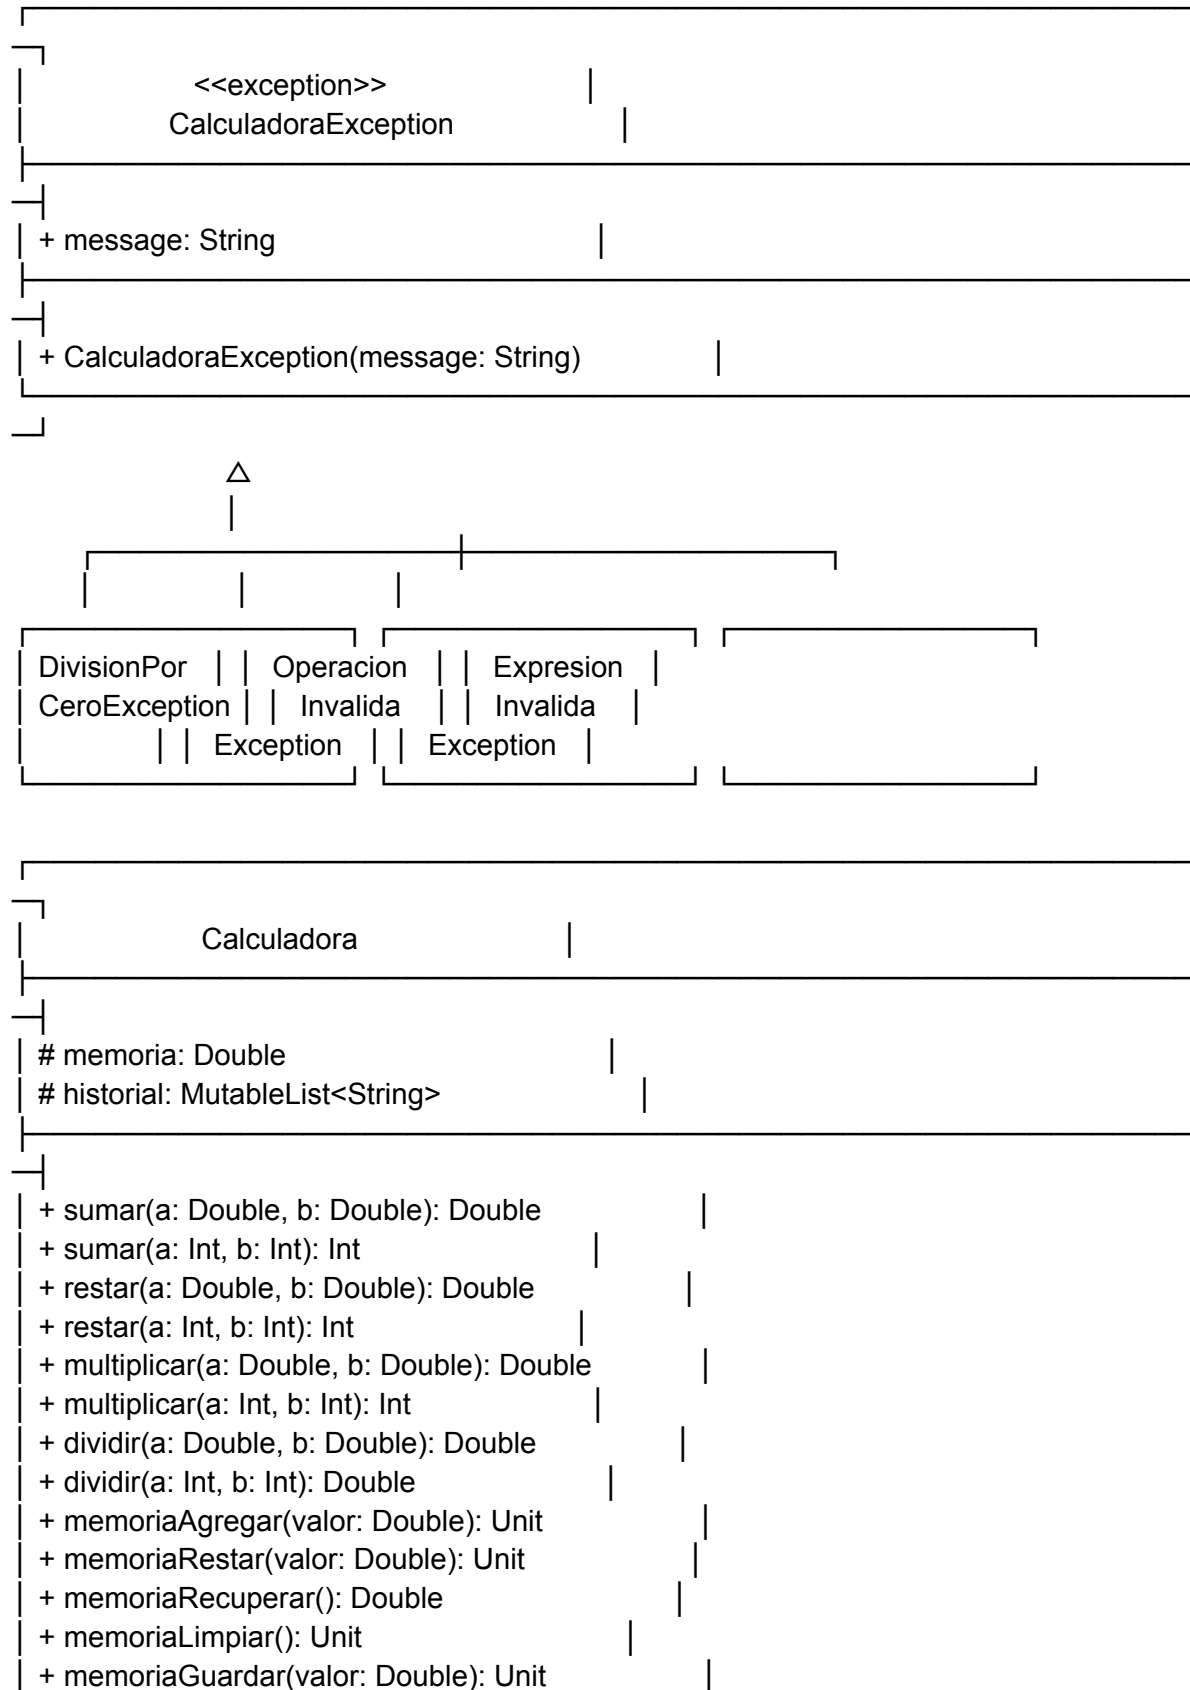 <<exception>>
CalculadoraException
+ message: String
+ CalculadoraException(message: String)
DivisionPor Operacion Expresion
CeroException Invalida Invalida
Exception Exception
Calculadora
# memoria: Double
# historial: MutableList<String>
+ sumar(a: Double, b: Double): Double
+ sumar(a: Int, b: Int): Int
+ restar(a: Double, b: Double): Double
+ restar(a: Int, b: Int): Int
+ multiplicar(a: Double, b: Double): Double
+ multiplicar(a: Int, b: Int): Int
+ dividir(a: Double, b: Double): Double
+ dividir(a: Int, b: Int): Double
+ memoriaAgregar(valor: Double): Unit
+ memoriaRestar(valor: Double): Unit
+ memoriaRecuperar(): Double
+ memoriaLimpiar(): Unit
+ memoriaGuardar(valor: Double): Unit